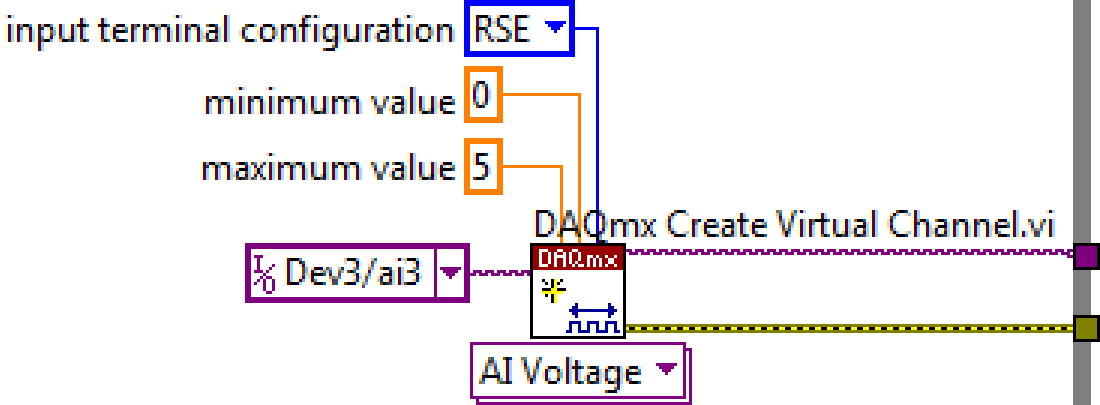 input terminal configuration RSE
minimum value 0
maximum value 5
DAQmx Create Virtual Channel.vi
I/O Dev3/ai3
DAQmx
AI Voltage